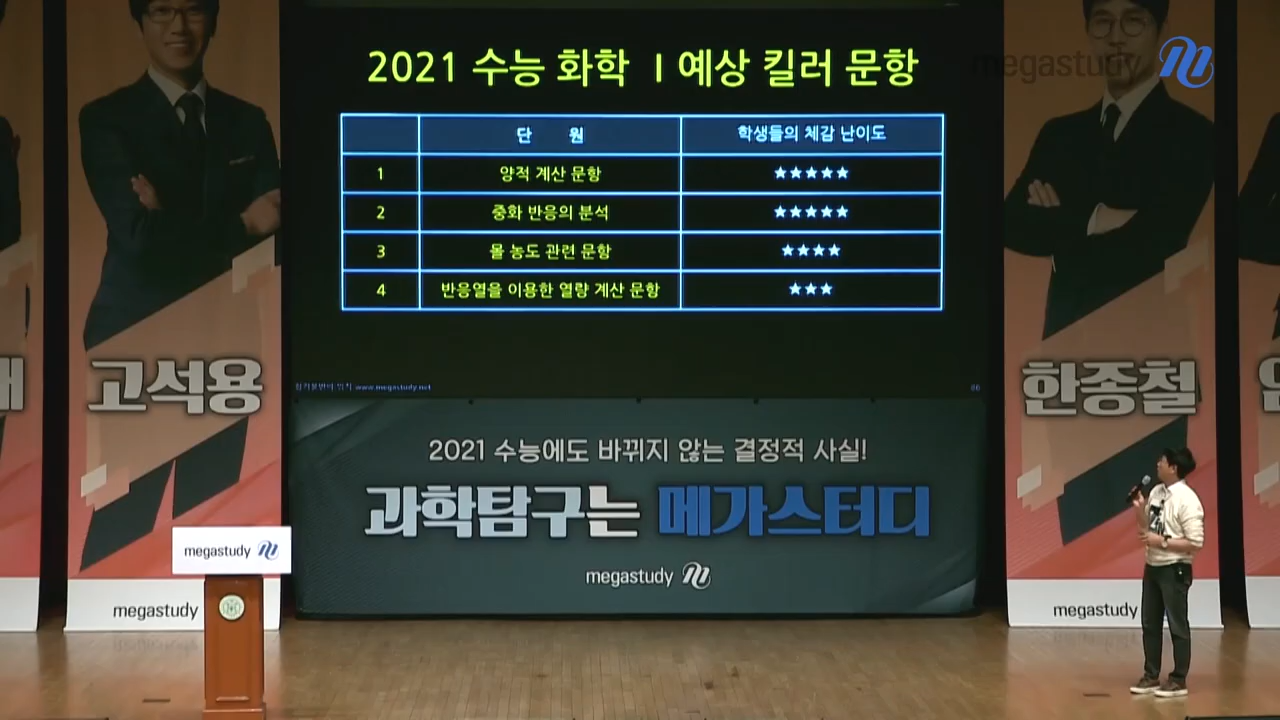 2021 수능 화학 Ⅰ 예상 킬러 문항
megastudy
단 원 학생들의 체감 난이도
1 양적 계산 문항 ★★★★★
2 중화 반응의 분석 ★★★★★
3 몰 농도 관련 문항 ★★★★
4 반응열을 이용한 열량 계산 문항 ★★★
www.megastudy.net
고석용
한종철
2021 수능에도 바뀌지 않는 결정적 사실!
과학탐구는 메가스터디
megastudy
megastudy
megastudy
megastudy